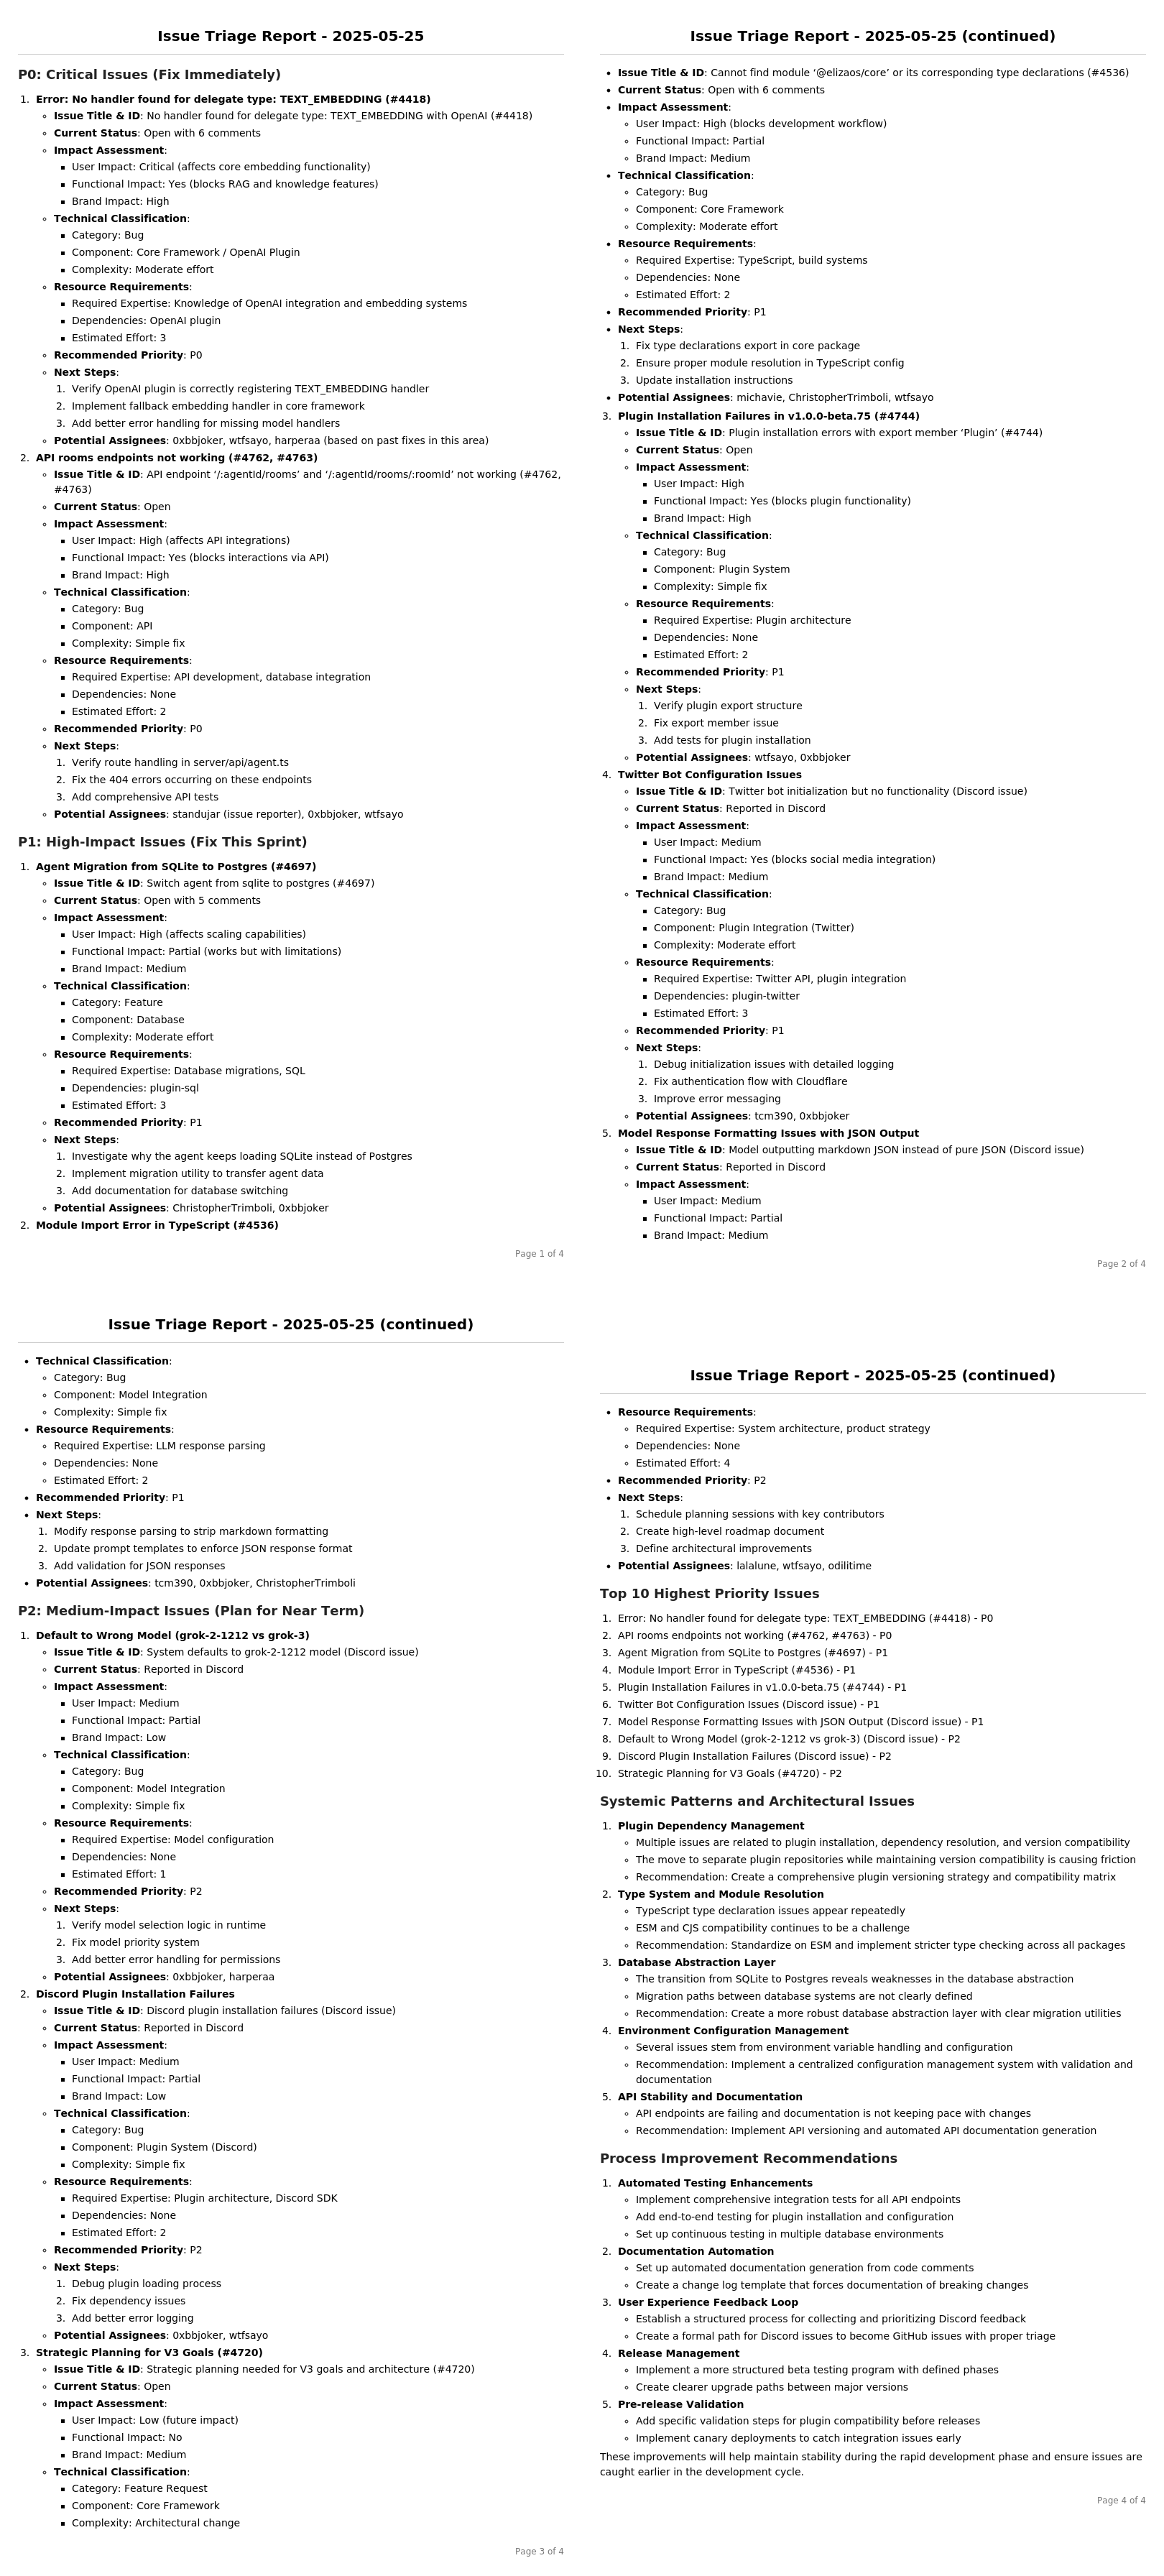 Issue Triage Report - 2025-05-25
P0: Critical Issues (Fix Immediately)
1. Error: No handler found for delegate type: TEXT_EMBEDDING (#4418)
◦ Issue Title & ID: No handler found for delegate type: TEXT_EMBEDDING with OpenAI (#4418)
◦ Current Status: Open with 6 comments
◦ Impact Assessment:
▪ User Impact: Critical (affects core embedding functionality)
▪ Functional Impact: Yes (blocks RAG and knowledge features)
▪ Brand Impact: High
◦ Technical Classification:
▪ Category: Bug
▪ Component: Core Framework / OpenAI Plugin
▪ Complexity: Moderate effort
◦ Resource Requirements:
▪ Required Expertise: Knowledge of OpenAI integration and embedding systems
▪ Dependencies: OpenAI plugin
▪ Estimated Effort: 3
◦ Recommended Priority: P0
◦ Next Steps:
1. Verify OpenAI plugin is correctly registering TEXT_EMBEDDING handler
2. Implement fallback embedding handler in core framework
3. Add better error handling for missing model handlers
◦ Potential Assignees: 0xbbjoker, wtfsayo, harperaa (based on past fixes in this area)
2. API rooms endpoints not working (#4762, #4763)
◦ Issue Title & ID: API endpoint ‘/:agentId/rooms’ and ‘/:agentId/rooms/:roomId’ not working (#4762,
#4763)
◦ Current Status: Open
◦ Impact Assessment:
▪ User Impact: High (affects API integrations)
▪ Functional Impact: Yes (blocks interactions via API)
▪ Brand Impact: High
◦ Technical Classification:
▪ Category: Bug
▪ Component: API
▪ Complexity: Simple fix
◦ Resource Requirements:
▪ Required Expertise: API development, database integration
▪ Dependencies: None
▪ Estimated Effort: 2
◦ Recommended Priority: P0
◦ Next Steps:
1. Verify route handling in server/api/agent.ts
2. Fix the 404 errors occurring on these endpoints
3. Add comprehensive API tests
◦ Potential Assignees: standujar (issue reporter), 0xbbjoker, wtfsayo
P1: High-Impact Issues (Fix This Sprint)
1. Agent Migration from SQLite to Postgres (#4697)
◦ Issue Title & ID: Switch agent from sqlite to postgres (#4697)
◦ Current Status: Open with 5 comments
◦ Impact Assessment:
▪ User Impact: High (affects scaling capabilities)
▪ Functional Impact: Partial (works but with limitations)
▪ Brand Impact: Medium
◦ Technical Classification:
▪ Category: Feature
▪ Component: Database
▪ Complexity: Moderate effort
◦ Resource Requirements:
▪ Required Expertise: Database migrations, SQL
▪ Dependencies: plugin-sql
▪ Estimated Effort: 3
◦ Recommended Priority: P1
◦ Next Steps:
1. Investigate why the agent keeps loading SQLite instead of Postgres
2. Implement migration utility to transfer agent data
3. Add documentation for database switching
◦ Potential Assignees: ChristopherTrimboli, 0xbbjoker
2. Module Import Error in TypeScript (#4536)
Page 1 of 4
Issue Triage Report - 2025-05-25 (continued)
• Issue Title & ID: Cannot find module ‘@elizaos/core’ or its corresponding type declarations (#4536)
• Current Status: Open with 6 comments
• Impact Assessment:
◦ User Impact: High (blocks development workflow)
◦ Functional Impact: Partial
◦ Brand Impact: Medium
• Technical Classification:
◦ Category: Bug
◦ Component: Core Framework
◦ Complexity: Moderate effort
• Resource Requirements:
◦ Required Expertise: TypeScript, build systems
◦ Dependencies: None
◦ Estimated Effort: 2
• Recommended Priority: P1
• Next Steps:
1. Fix type declarations export in core package
2. Ensure proper module resolution in TypeScript config
3. Update installation instructions
• Potential Assignees: michavie, ChristopherTrimboli, wtfsayo
3. Plugin Installation Failures in v1.0.0-beta.75 (#4744)
◦ Issue Title & ID: Plugin installation errors with export member ‘Plugin’ (#4744)
◦ Current Status: Open
◦ Impact Assessment:
▪ User Impact: High
▪ Functional Impact: Yes (blocks plugin functionality)
▪ Brand Impact: High
◦ Technical Classification:
▪ Category: Bug
▪ Component: Plugin System
▪ Complexity: Simple fix
◦ Resource Requirements:
▪ Required Expertise: Plugin architecture
▪ Dependencies: None
▪ Estimated Effort: 2
◦ Recommended Priority: P1
◦ Next Steps:
1. Verify plugin export structure
2. Fix export member issue
3. Add tests for plugin installation
◦ Potential Assignees: wtfsayo, 0xbbjoker
4. Twitter Bot Configuration Issues
◦ Issue Title & ID: Twitter bot initialization but no functionality (Discord issue)
◦ Current Status: Reported in Discord
◦ Impact Assessment:
▪ User Impact: Medium
▪ Functional Impact: Yes (blocks social media integration)
▪ Brand Impact: Medium
◦ Technical Classification:
▪ Category: Bug
▪ Component: Plugin Integration (Twitter)
▪ Complexity: Moderate effort
◦ Resource Requirements:
▪ Required Expertise: Twitter API, plugin integration
▪ Dependencies: plugin-twitter
▪ Estimated Effort: 3
◦ Recommended Priority: P1
◦ Next Steps:
1. Debug initialization issues with detailed logging
2. Fix authentication flow with Cloudflare
3. Improve error messaging
◦ Potential Assignees: tcm390, 0xbbjoker
5. Model Response Formatting Issues with JSON Output
◦ Issue Title & ID: Model outputting markdown JSON instead of pure JSON (Discord issue)
◦ Current Status: Reported in Discord
◦ Impact Assessment:
▪ User Impact: Medium
▪ Functional Impact: Partial
▪ Brand Impact: Medium
Page 2 of 4
Issue Triage Report - 2025-05-25 (continued)
• Technical Classification:
◦ Category: Bug
◦ Component: Model Integration
◦ Complexity: Simple fix
• Resource Requirements:
◦ Required Expertise: LLM response parsing
◦ Dependencies: None
◦ Estimated Effort: 2
• Recommended Priority: P1
• Next Steps:
1. Modify response parsing to strip markdown formatting
2. Update prompt templates to enforce JSON response format
3. Add validation for JSON responses
• Potential Assignees: tcm390, 0xbbjoker, ChristopherTrimboli
P2: Medium-Impact Issues (Plan for Near Term)
1. Default to Wrong Model (grok-2-1212 vs grok-3)
◦ Issue Title & ID: System defaults to grok-2-1212 model (Discord issue)
◦ Current Status: Reported in Discord
◦ Impact Assessment:
▪ User Impact: Medium
▪ Functional Impact: Partial
▪ Brand Impact: Low
◦ Technical Classification:
▪ Category: Bug
▪ Component: Model Integration
▪ Complexity: Simple fix
◦ Resource Requirements:
▪ Required Expertise: Model configuration
▪ Dependencies: None
▪ Estimated Effort: 1
◦ Recommended Priority: P2
◦ Next Steps:
1. Verify model selection logic in runtime
2. Fix model priority system
3. Add better error handling for permissions
◦ Potential Assignees: 0xbbjoker, harperaa
2. Discord Plugin Installation Failures
◦ Issue Title & ID: Discord plugin installation failures (Discord issue)
◦ Current Status: Reported in Discord
◦ Impact Assessment:
▪ User Impact: Medium
▪ Functional Impact: Partial
▪ Brand Impact: Low
◦ Technical Classification:
▪ Category: Bug
▪ Component: Plugin System (Discord)
▪ Complexity: Simple fix
◦ Resource Requirements:
▪ Required Expertise: Plugin architecture, Discord SDK
▪ Dependencies: None
▪ Estimated Effort: 2
◦ Recommended Priority: P2
◦ Next Steps:
1. Debug plugin loading process
2. Fix dependency issues
3. Add better error logging
◦ Potential Assignees: 0xbbjoker, wtfsayo
3. Strategic Planning for V3 Goals (#4720)
◦ Issue Title & ID: Strategic planning needed for V3 goals and architecture (#4720)
◦ Current Status: Open
◦ Impact Assessment:
▪ User Impact: Low (future impact)
▪ Functional Impact: No
▪ Brand Impact: Medium
◦ Technical Classification:
▪ Category: Feature Request
▪ Component: Core Framework
▪ Complexity: Architectural change
Page 3 of 4
Issue Triage Report - 2025-05-25 (continued)
• Resource Requirements:
◦ Required Expertise: System architecture, product strategy
◦ Dependencies: None
◦ Estimated Effort: 4
• Recommended Priority: P2
• Next Steps:
1. Schedule planning sessions with key contributors
2. Create high-level roadmap document
3. Define architectural improvements
• Potential Assignees: lalalune, wtfsayo, odilitime
Top 10 Highest Priority Issues
1. Error: No handler found for delegate type: TEXT_EMBEDDING (#4418) - P0
2. API rooms endpoints not working (#4762, #4763) - P0
3. Agent Migration from SQLite to Postgres (#4697) - P1
4. Module Import Error in TypeScript (#4536) - P1
5. Plugin Installation Failures in v1.0.0-beta.75 (#4744) - P1
6. Twitter Bot Configuration Issues (Discord issue) - P1
7. Model Response Formatting Issues with JSON Output (Discord issue) - P1
8. Default to Wrong Model (grok-2-1212 vs grok-3) (Discord issue) - P2
9. Discord Plugin Installation Failures (Discord issue) - P2
10. Strategic Planning for V3 Goals (#4720) - P2
Systemic Patterns and Architectural Issues
1. Plugin Dependency Management
◦ Multiple issues are related to plugin installation, dependency resolution, and version compatibility
◦ The move to separate plugin repositories while maintaining version compatibility is causing friction
◦ Recommendation: Create a comprehensive plugin versioning strategy and compatibility matrix
2. Type System and Module Resolution
◦ TypeScript type declaration issues appear repeatedly
◦ ESM and CJS compatibility continues to be a challenge
◦ Recommendation: Standardize on ESM and implement stricter type checking across all packages
3. Database Abstraction Layer
◦ The transition from SQLite to Postgres reveals weaknesses in the database abstraction
◦ Migration paths between database systems are not clearly defined
◦ Recommendation: Create a more robust database abstraction layer with clear migration utilities
4. Environment Configuration Management
◦ Several issues stem from environment variable handling and configuration
◦ Recommendation: Implement a centralized configuration management system with validation and
documentation
5. API Stability and Documentation
◦ API endpoints are failing and documentation is not keeping pace with changes
◦ Recommendation: Implement API versioning and automated API documentation generation
Process Improvement Recommendations
1. Automated Testing Enhancements
◦ Implement comprehensive integration tests for all API endpoints
◦ Add end-to-end testing for plugin installation and configuration
◦ Set up continuous testing in multiple database environments
2. Documentation Automation
◦ Set up automated documentation generation from code comments
◦ Create a change log template that forces documentation of breaking changes
3. User Experience Feedback Loop
◦ Establish a structured process for collecting and prioritizing Discord feedback
◦ Create a formal path for Discord issues to become GitHub issues with proper triage
4. Release Management
◦ Implement a more structured beta testing program with defined phases
◦ Create clearer upgrade paths between major versions
5. Pre-release Validation
◦ Add specific validation steps for plugin compatibility before releases
◦ Implement canary deployments to catch integration issues early
These improvements will help maintain stability during the rapid development phase and ensure issues are
caught earlier in the development cycle.
Page 4 of 4